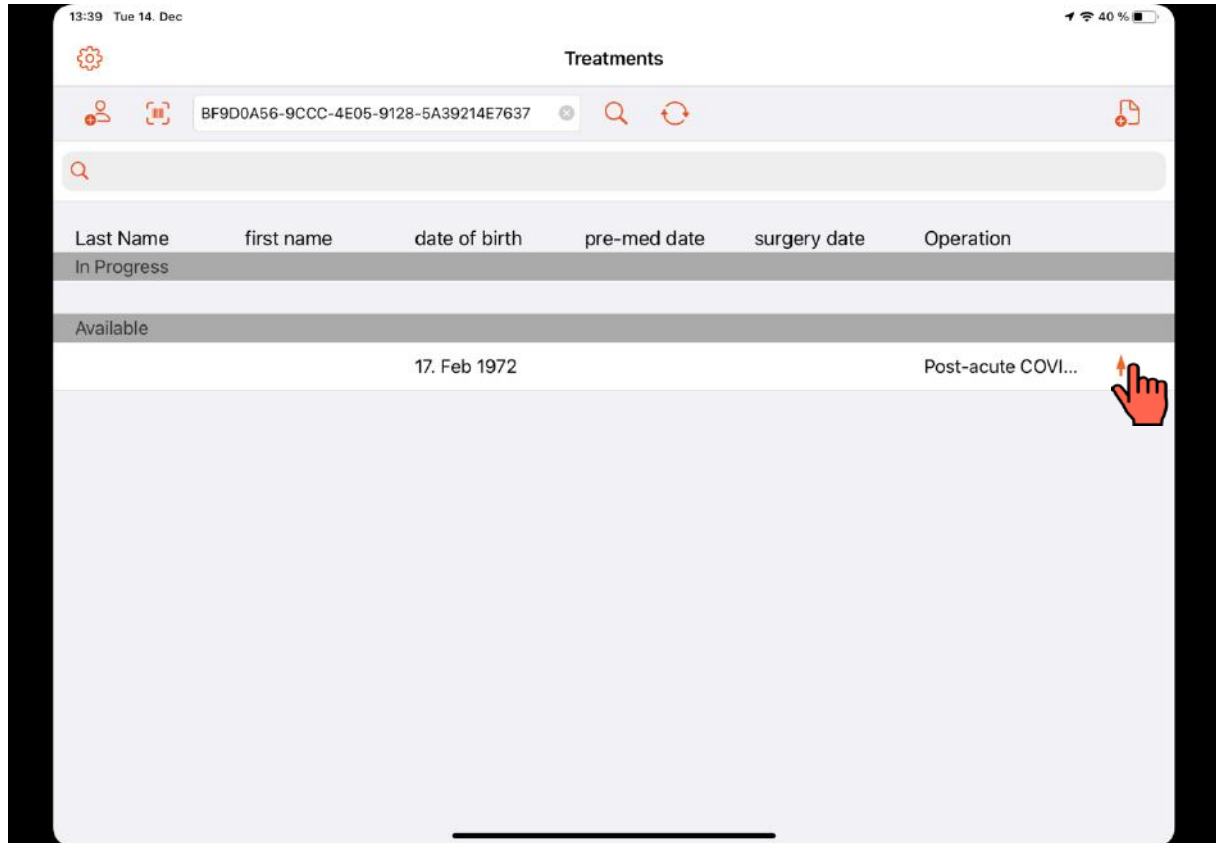 13:39 Tue 14. Dec 40 %
Treatments
BF9D0A56-9CCC-4E05-9128-5A39214E7637
Last Name first name date of birth pre-med date surgery date Operation
In Progress
Available
17. Feb 1972 Post-acute COVI...